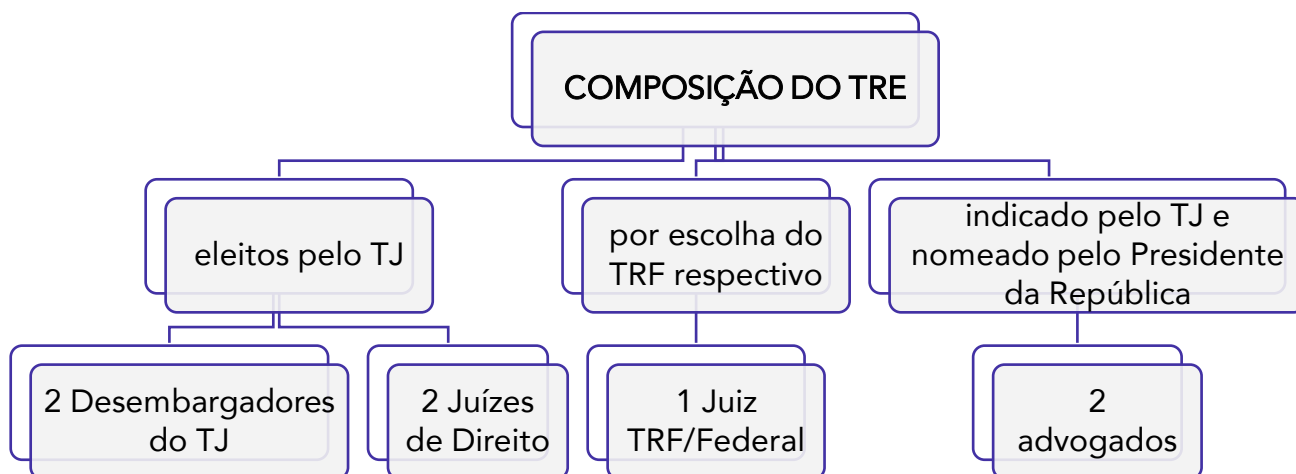 COMPOSIÇÃO DO TRE
eleitos pelo TJ
por escolha do
TRF respectivo
indicado pelo TJ e
nomeado pelo Presidente
da República
2 Desembargadores
do TJ
2 Juízes
de Direito
1 Juiz
TRF/Federal
2
advogados